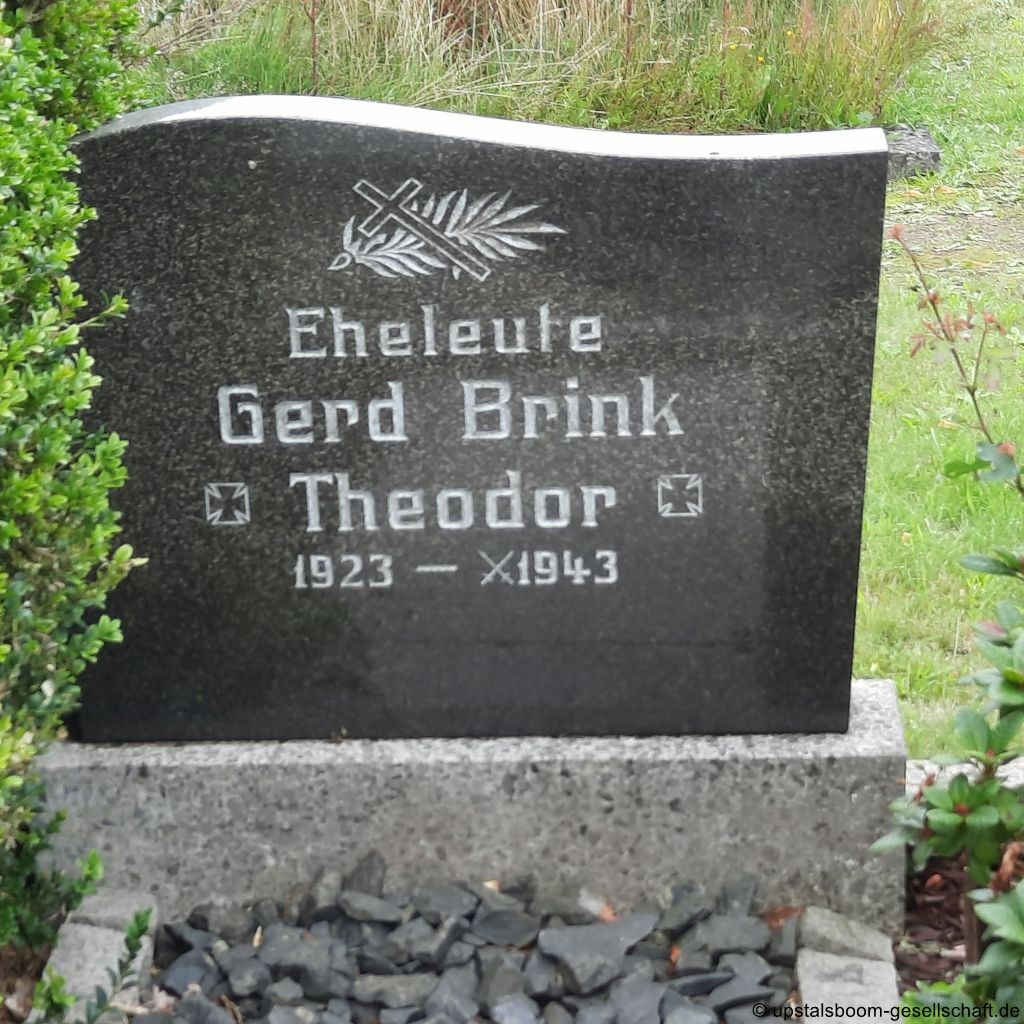 Eheleute
Gerd Brink
Theodor
1923 – ⚔1943
© upstalsboom-gesellschaft.de